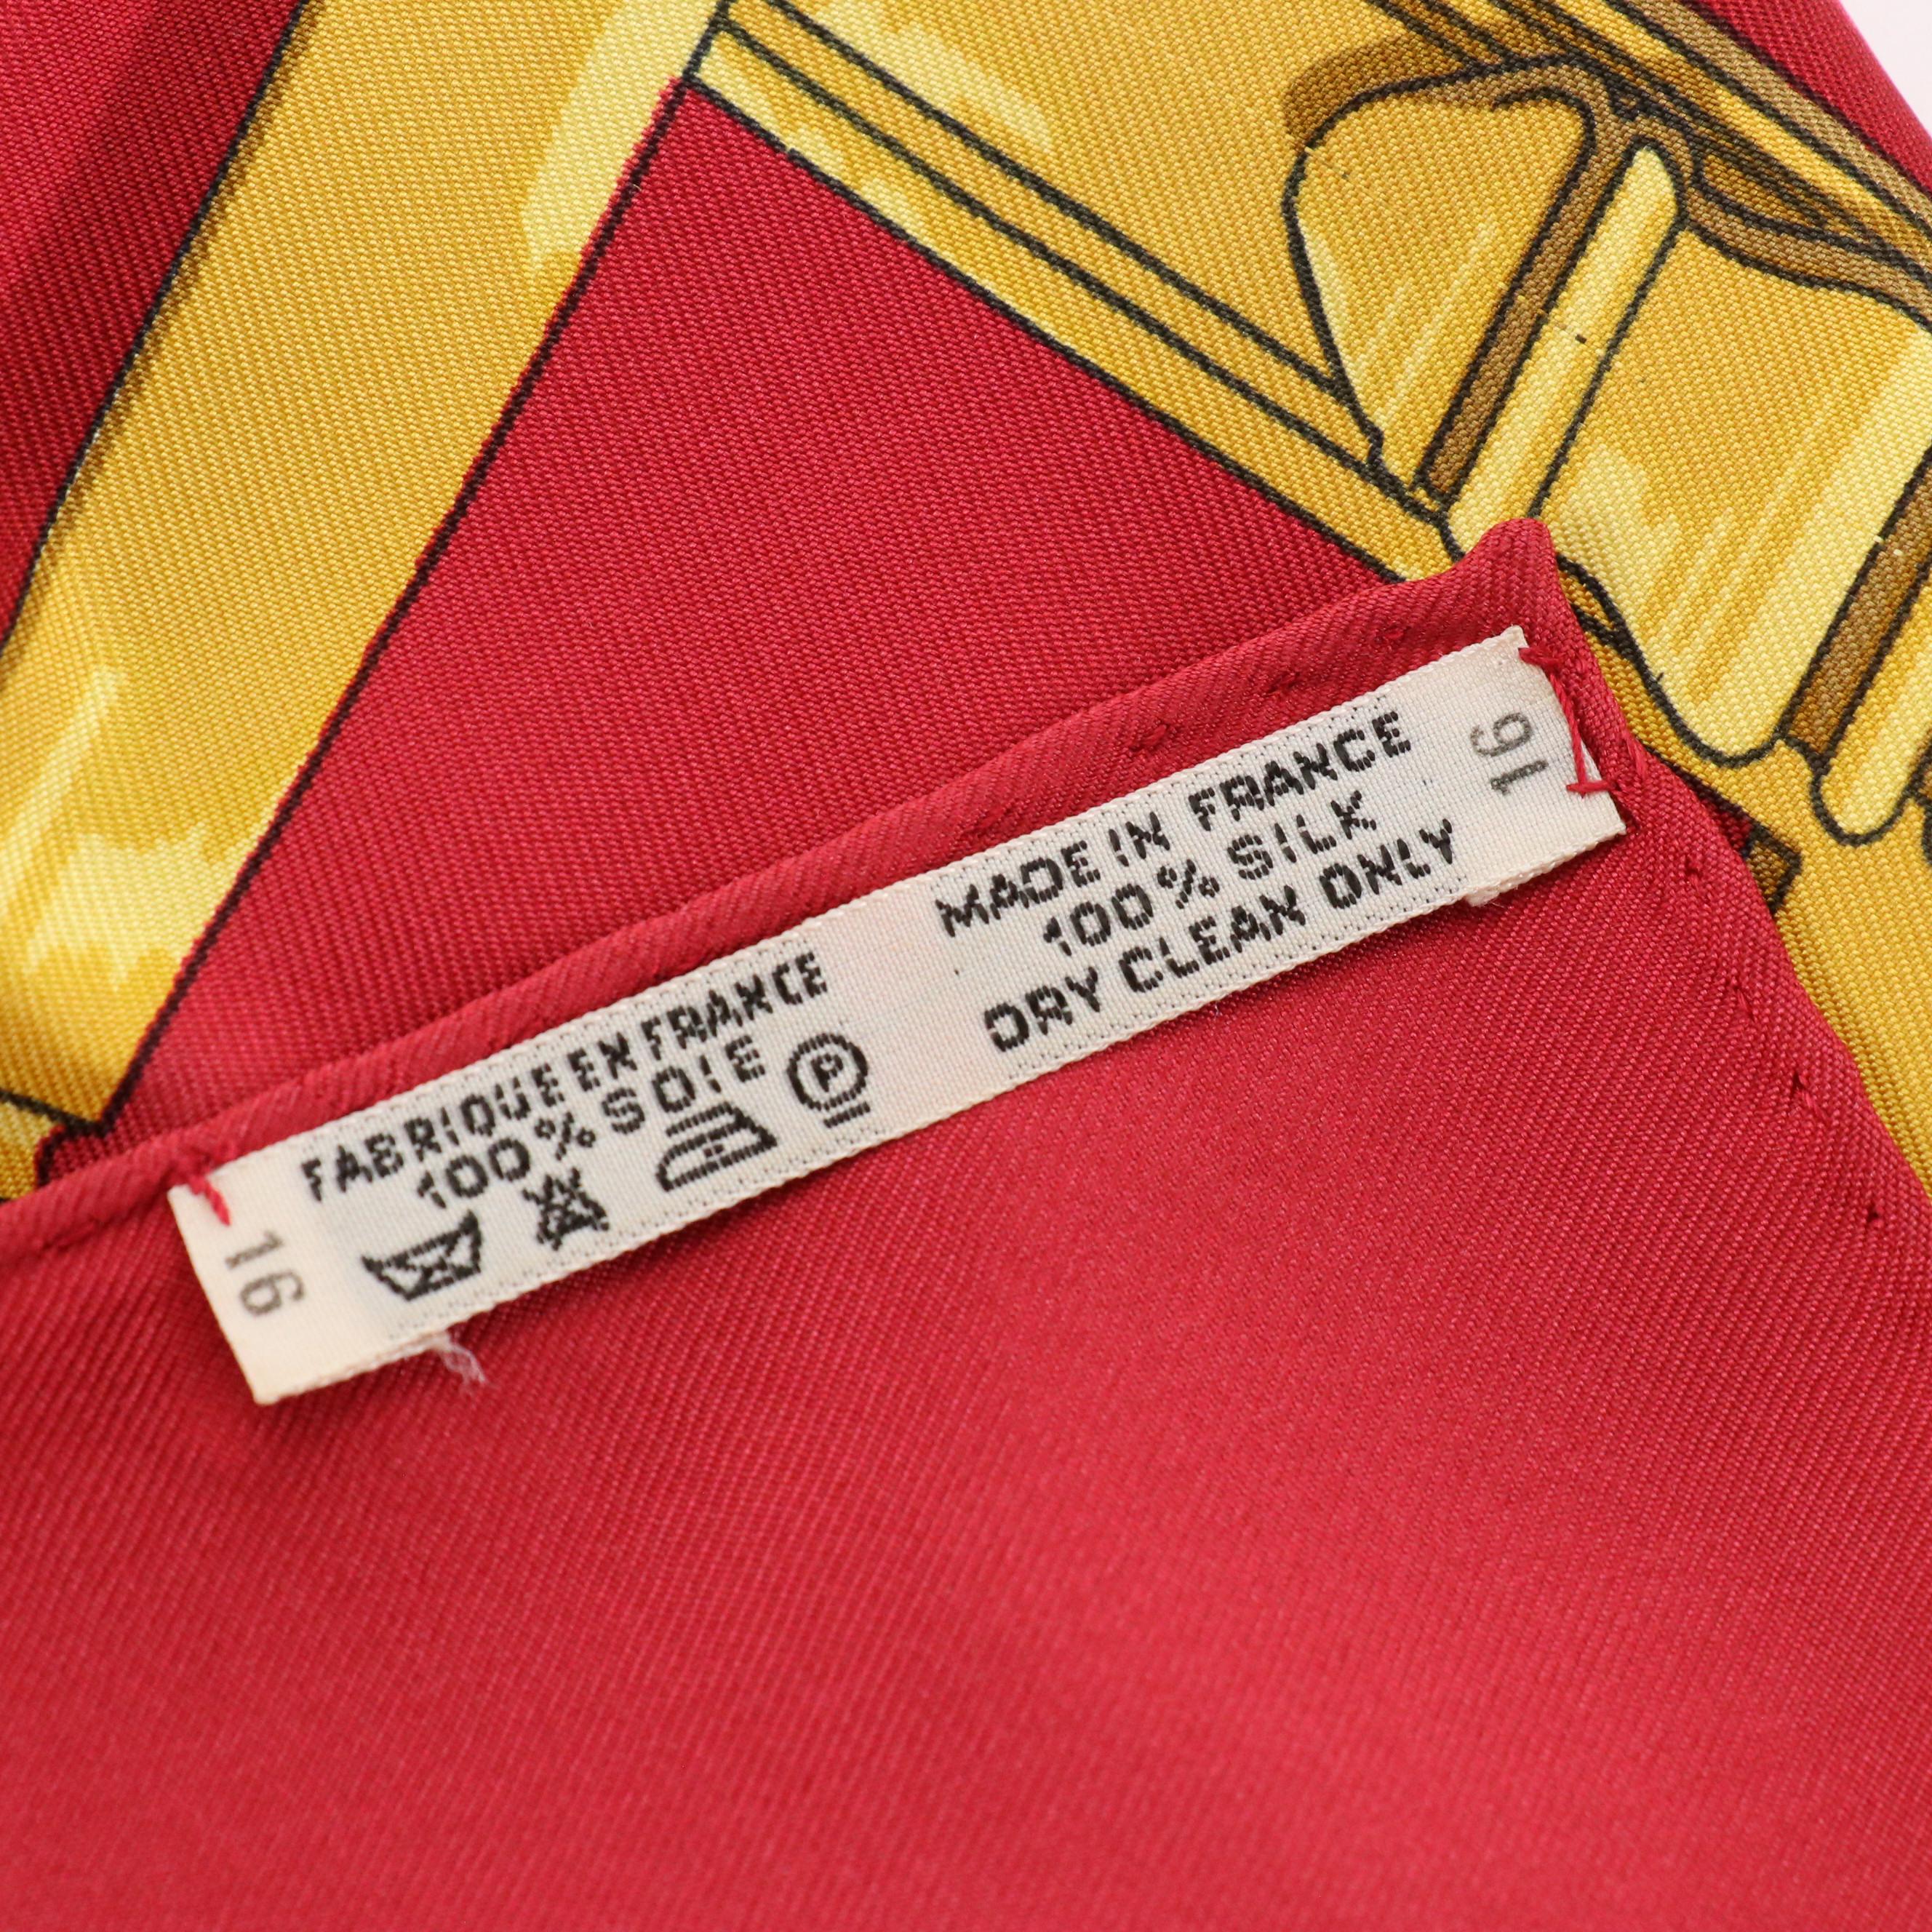 16
FABRIQUE EN FRANCE
100% SOIE
P
MADE IN FRANCE
100% SILK
DRY CLEAN ONLY
16